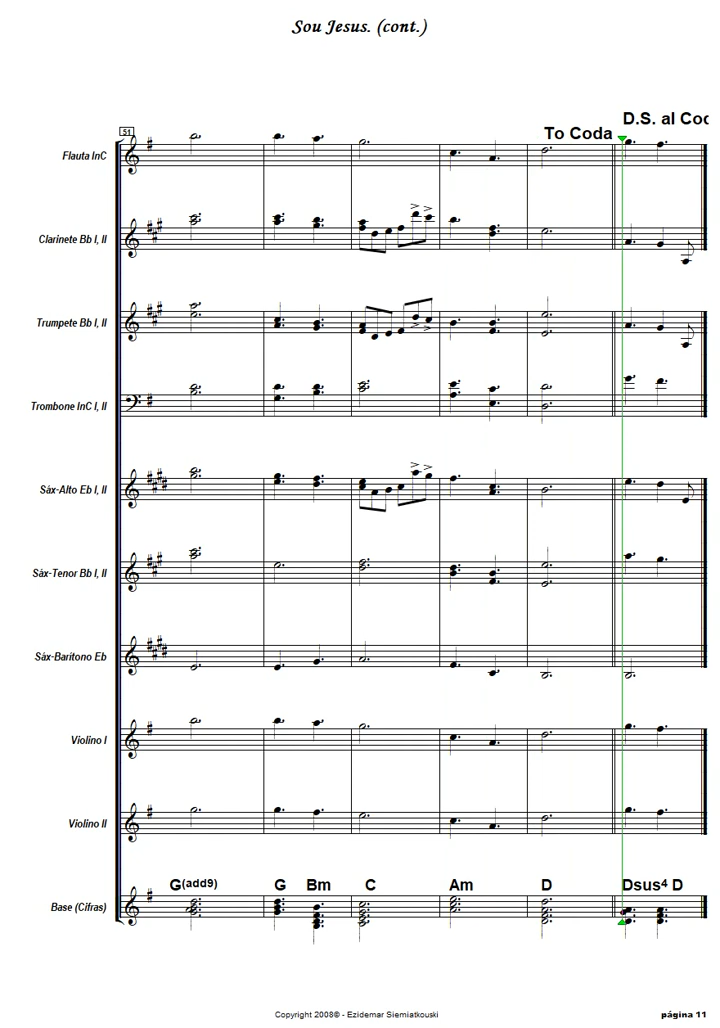 Sou Jesus. (cont.)
D.S. al Coo
To Coda
51
Flauta InC
Clarinete Bb I, II
Trumpete Bb I, II
Trombone InC I, II
Sáx-Alto Eb I, II
Sáx-Tenor Bb I, II
Sáx-Barítono Eb
Violino I
Violino II
G(add9) G Bm C Am D Dsus4 D
Base (Cifras)
Copyright 2008® - Ezidemar Siemiatkouski página 11